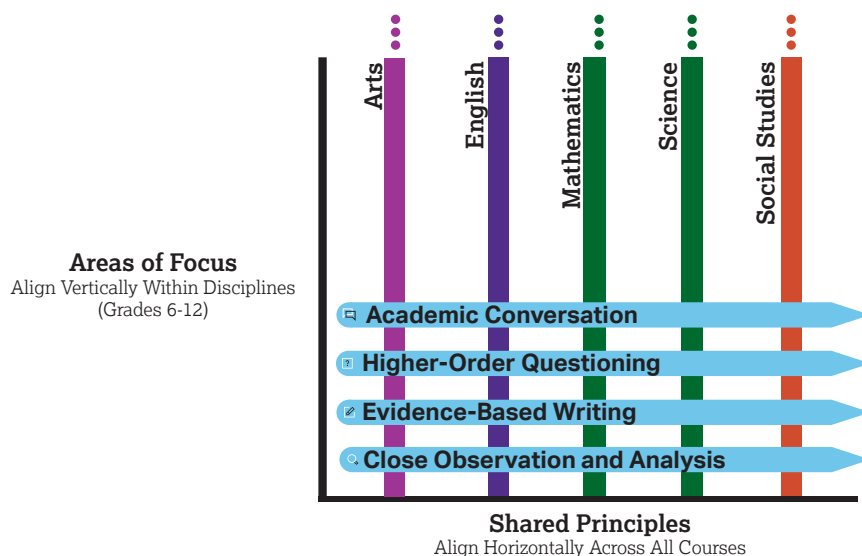 Arts
English
Mathematics
Science
Social Studies
Areas of Focus
Align Vertically Within Disciplines
(Grades 6-12)
Academic Conversation
? Higher-Order Questioning
Evidence-Based Writing
Close Observation and Analysis
Shared Principles
Align Horizontally Across All Courses